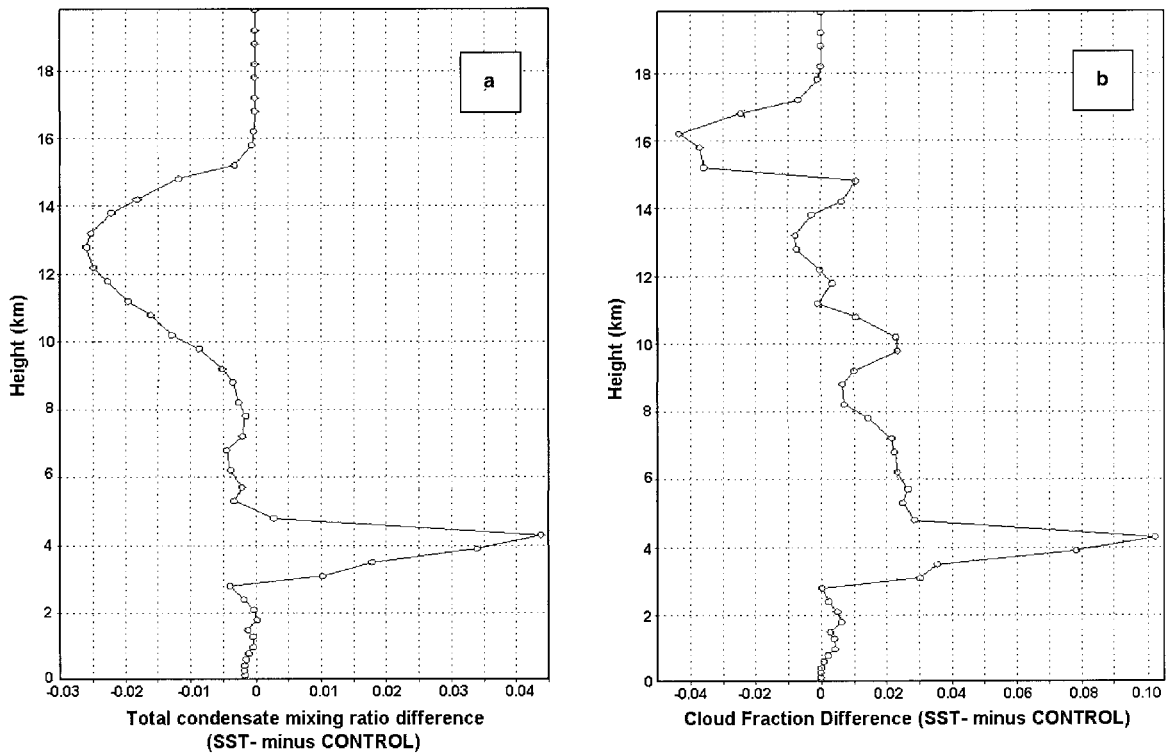 a
18
16
14
12
10
8
6
4
2
0
Height (km)
-0.03 -0.02 -0.01 0 0.01 0.02 0.03 0.04
Total condensate mixing ratio difference
(SST- minus CONTROL)
b
18
16
14
12
10
8
6
4
2
0
Height (km)
-0.04 -0.02 0 0.02 0.04 0.06 0.08 0.10
Cloud Fraction Difference (SST- minus CONTROL)